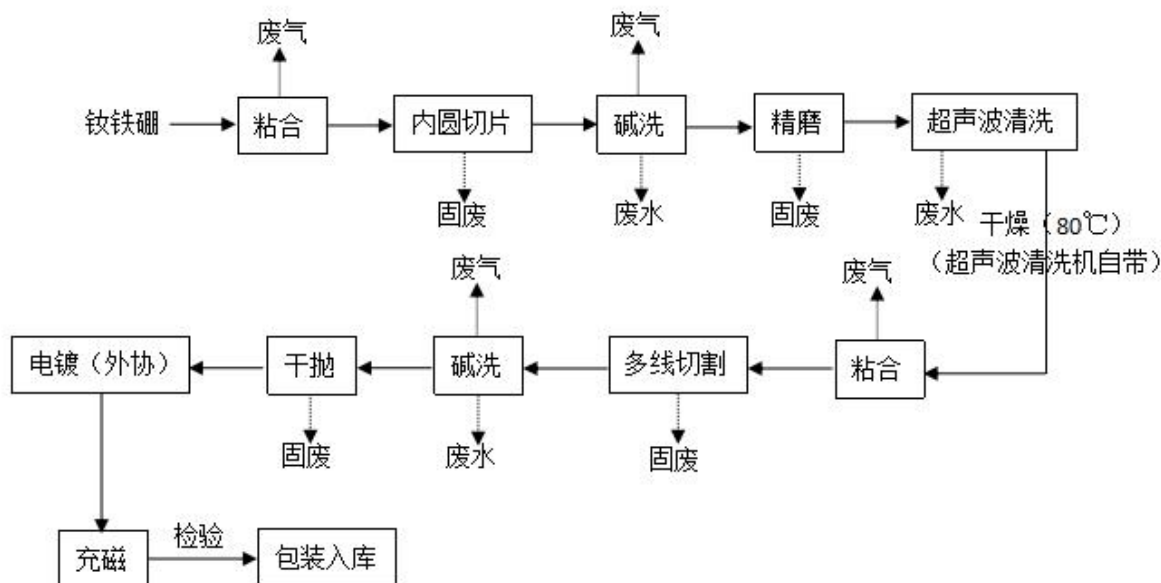 废气
废气
钕铁硼
粘合
内圆切片
碱洗
精磨
超声波清洗
固废
废水
固废
废水
干燥（80℃）
（超声波清洗机自带）
废气
废气
电镀（外协）
干抛
碱洗
多线切割
粘合
固废
废水
固废
充磁
检验
包装入库